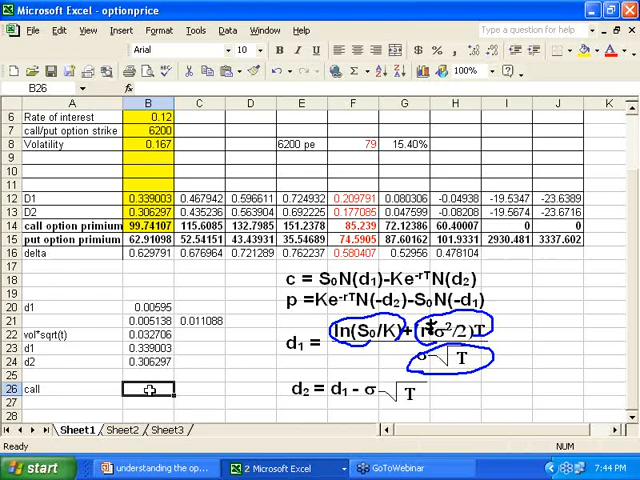 Microsoft Excel - optionprice
File Edit View Insert Format Tools Data Window Help
Type a question for help
Arial 10
100%
B26 fx
A B C D E F G H I J K
6 Rate of interest 0.12
7 call/put option strike 6200
8 Volatility 0.167 6200 pe 79 15.40%
9
10
11
12 D1 0.339003 0.467942 0.596611 0.724932 0.209791 0.080306 -0.04938 -19.5347 -23.6389
13 D2 0.306297 0.435236 0.563904 0.692225 0.177085 0.047599 -0.08208 -19.5674 -23.6716
14 call option primium 99.74107 115.6085 132.7985 151.2378 85.239 72.12386 60.40007 0 0
15 put option primium 62.91098 52.54151 43.43931 35.54689 74.5905 87.60162 101.9331 2930.481 3337.602
16 delta 0.629791 0.676964 0.721289 0.762237 0.580407 0.52496 0.478104
17
18 c = S0N(d1)-Ke-rTN(d2)
19 p =Ke-rTN(-d2)-S0N(-d1)
20 d1 0.00595
21 0.005138 0.011088
22 vol*sqrt(t) 0.032706
23 d1 0.339003
24 d2 0.306297
d1 = ln(S0/K)+ (r+σ2/2)T
σ√T
25
26 call
d2 = d1 - σ√T
27
28
Sheet1 Sheet2 Sheet3
Ready NUM
start understanding the op... 2 Microsoft Excel GoToWebinar 7:44 PM